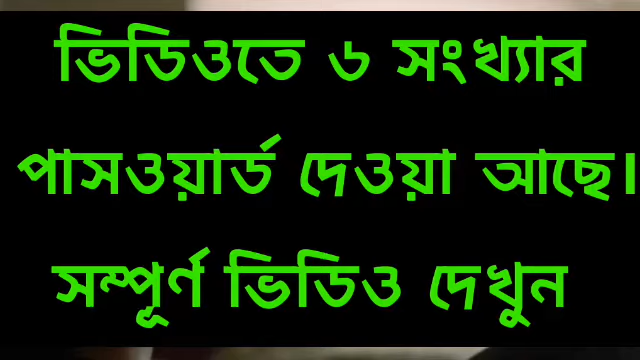 ভিডিওতে ৬ সংখ্যার
পাসওয়ার্ড দেওয়া আছে।
সম্পূর্ণ ভিডিও দেখুন